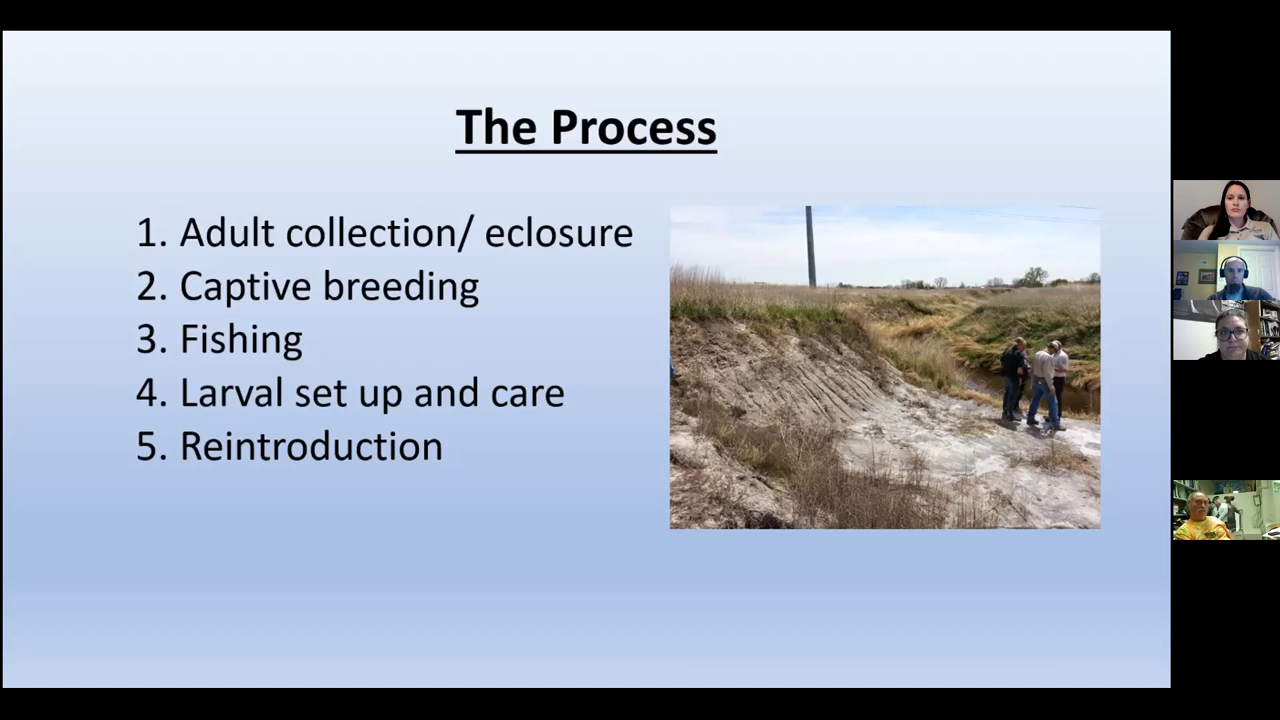 The Process
1. Adult collection/ eclosure
2. Captive breeding
3. Fishing
4. Larval set up and care
5. Reintroduction